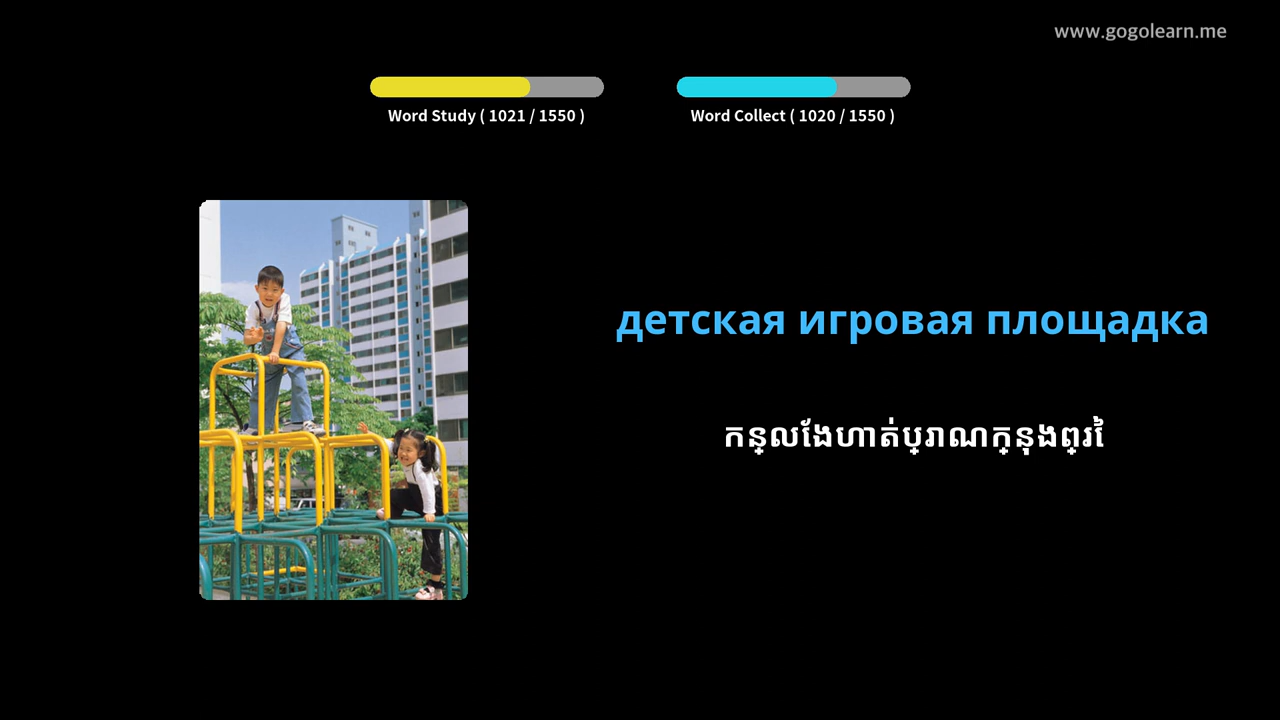 www.gogolearn.me
Word Study ( 1021 / 1550 )
Word Collect ( 1020 / 1550 )
детская игровая площадка
កន្លងែហាត់ប្រាណក្នុងព្រៃ